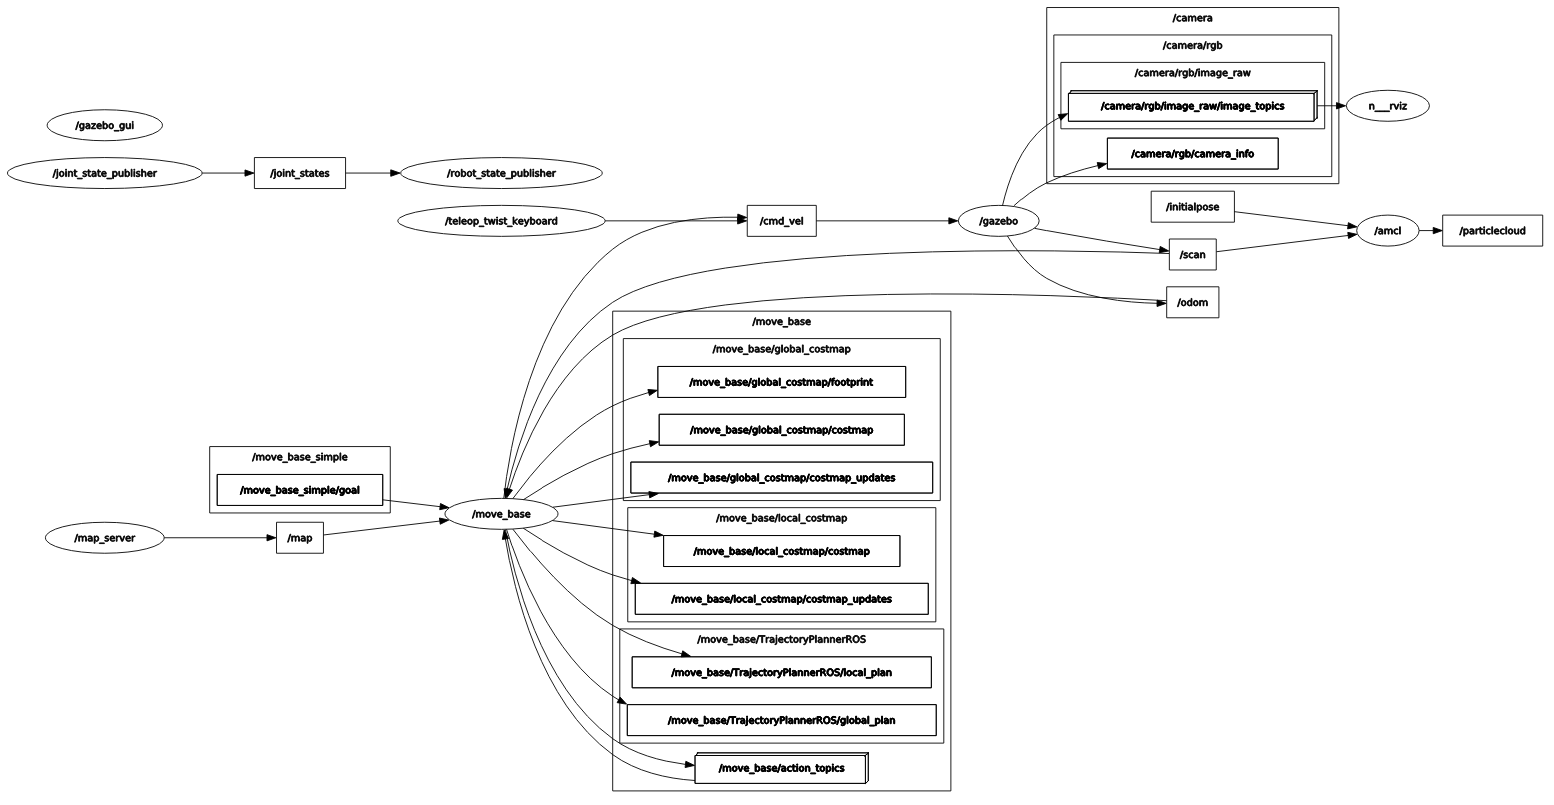 /camera
/camera/rgb
/camera/rgb/image_raw
/camera/rgb/image_raw/image_topics
n___rviz
/gazebo_gui
/camera/rgb/camera_info
/joint_state_publisher
/joint_states
/robot_state_publisher
/initialpose
/teleop_twist_keyboard
/cmd_vel
/gazebo
/amcl
/particlecloud
/scan
/odom
/move_base
/move_base/global_costmap
/move_base/global_costmap/footprint
/move_base/global_costmap/costmap
/move_base/global_costmap/costmap_updates
/move_base_simple
/move_base_simple/goal
/move_base
/map_server
/map
/move_base/local_costmap
/move_base/local_costmap/costmap
/move_base/local_costmap/costmap_updates
/move_base/TrajectoryPlannerROS
/move_base/TrajectoryPlannerROS/local_plan
/move_base/TrajectoryPlannerROS/global_plan
/move_base/action_topics